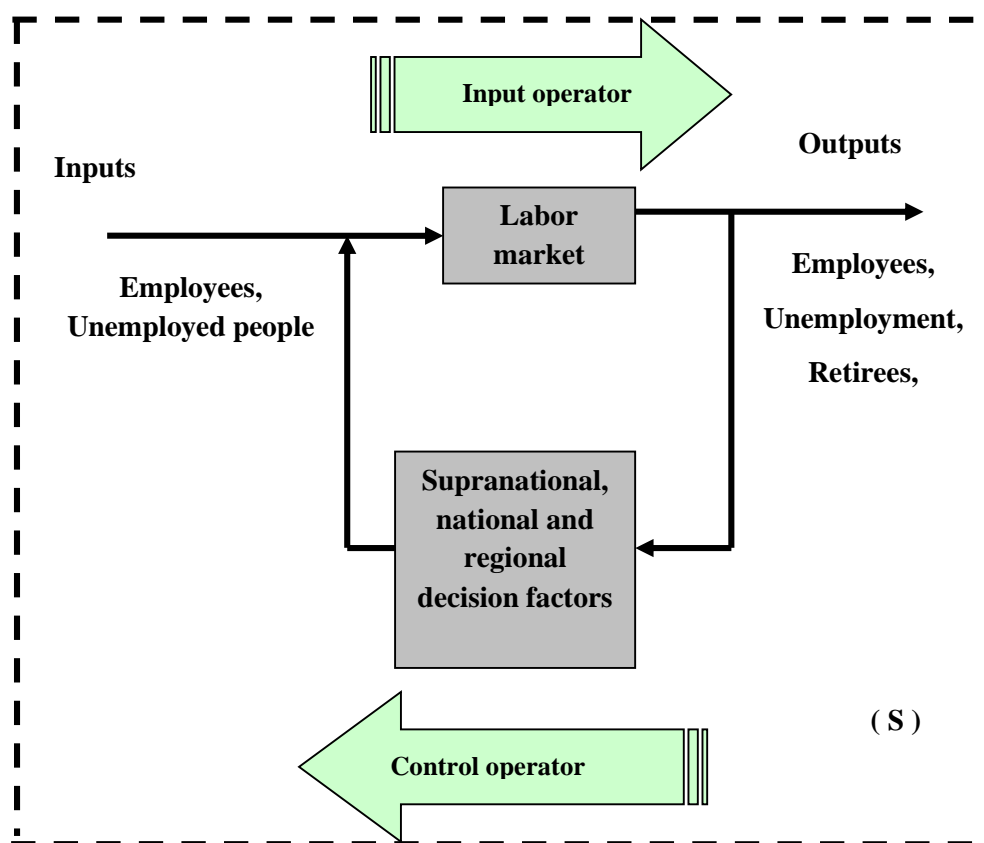 Input operator
Outputs
Inputs
Labor
market
Employees,
Unemployed people
Employees,
Unemployment,
Retirees,
Supranational,
national and
regional
decision factors
( S )
Control operator